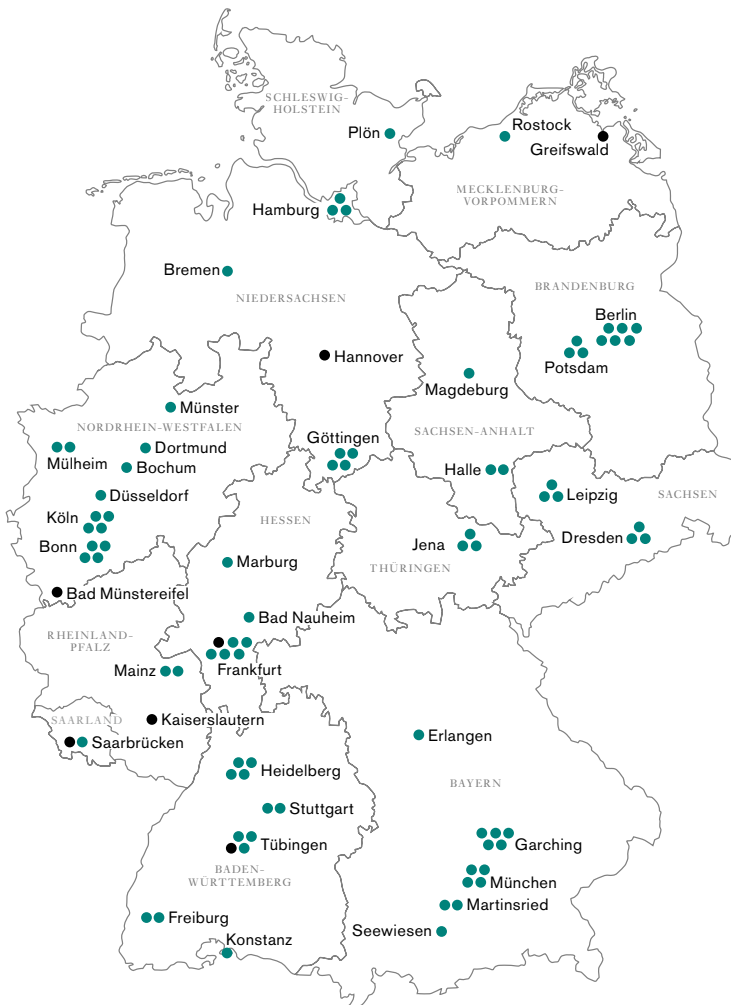 SCHLESWIG-
HOLSTEIN
Plön
Rostock
Greifswald
MECKLENBURG-
VORPOMMERN
Hamburg
Bremen
NIEDERSACHSEN
BRANDENBURG
Berlin
Potsdam
Hannover
Magdeburg
Münster
NORDRHEIN-WESTFALEN
Göttingen
SACHSEN-ANHALT
Dortmund
Mülheim
Bochum
Halle
Düsseldorf
Leipzig
SACHSEN
Köln
HESSEN
Bonn
Jena
Dresden
Marburg
THÜRINGEN
Bad Münstereifel
Bad Nauheim
RHEINLAND-
PFALZ
Mainz
Frankfurt
SAARLAND
Kaiserslautern
Saarbrücken
Erlangen
Heidelberg
BAYERN
Stuttgart
Tübingen
Garching
BADEN-
WÜRTTEMBERG
München
Martinsried
Freiburg
Seewiesen
Konstanz